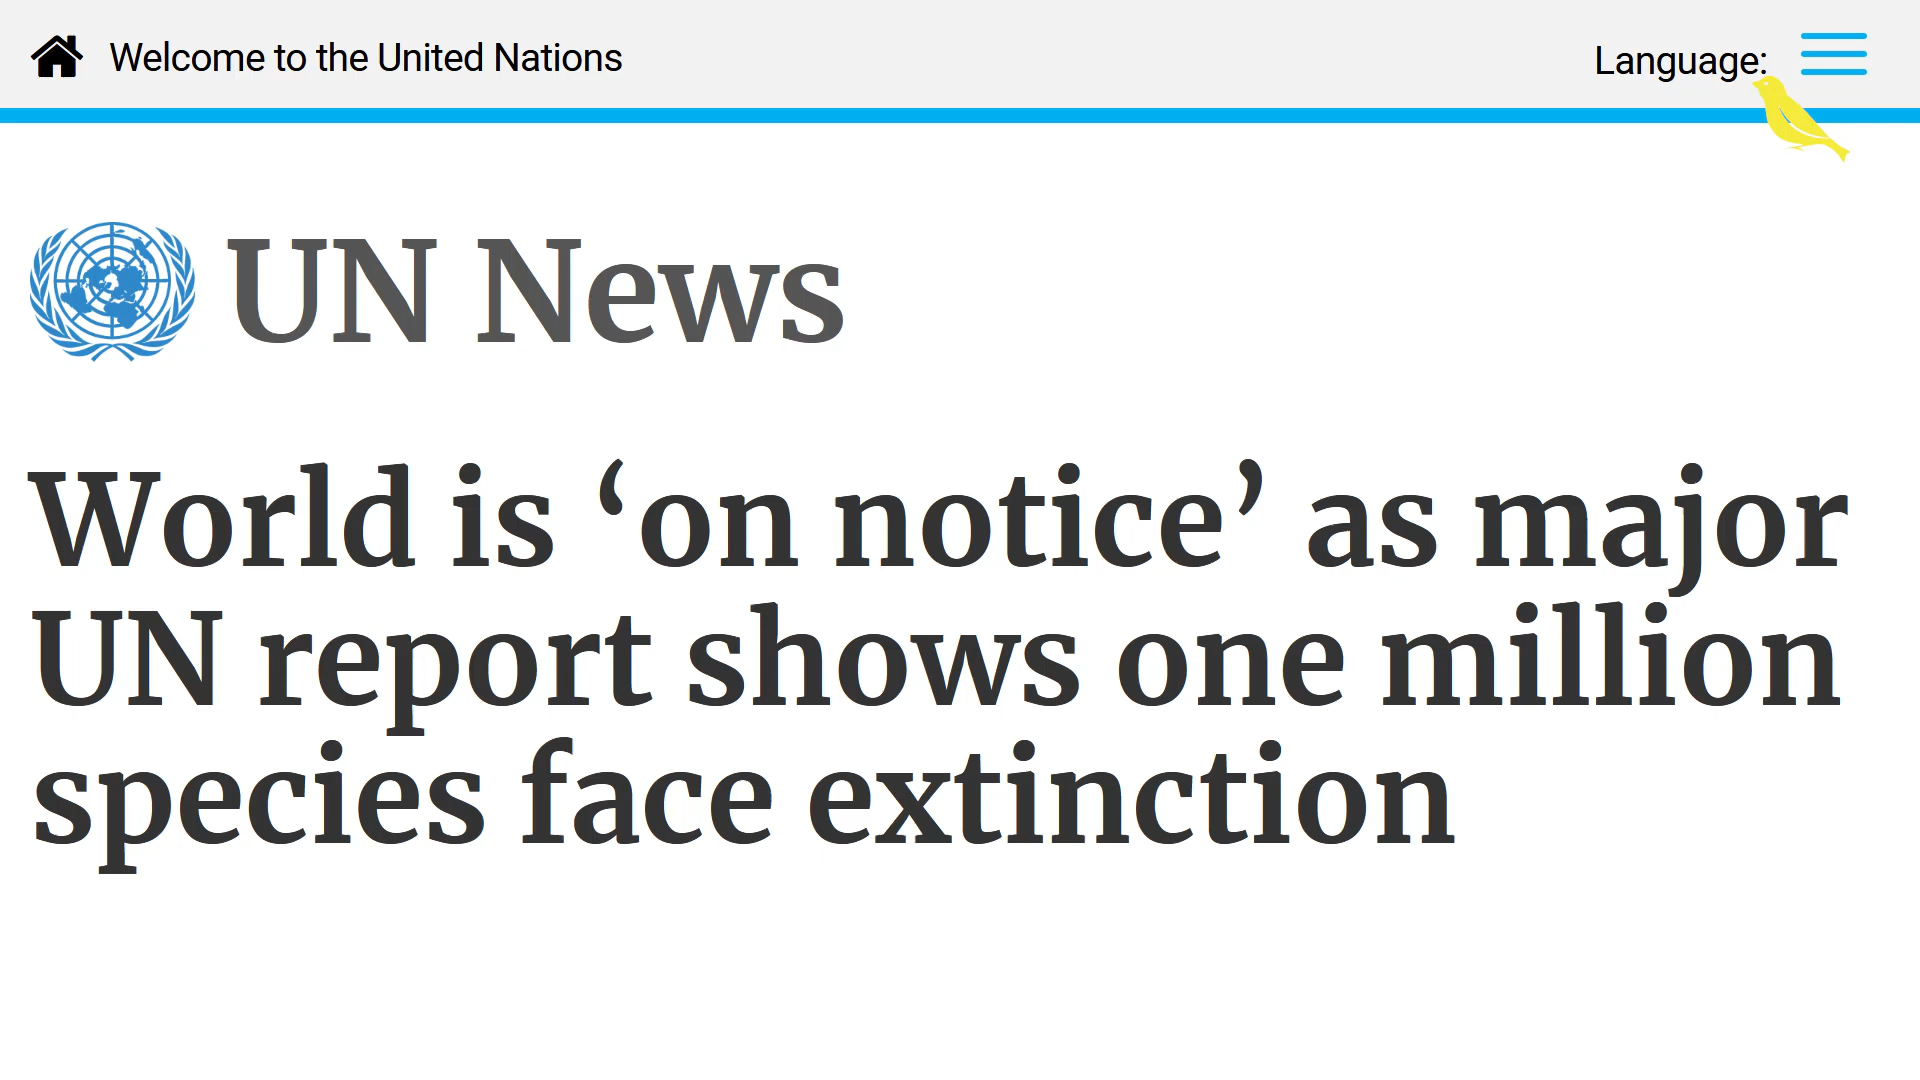 Welcome to the United Nations
Language:
UN News
World is ‘on notice’ as major
UN report shows one million
species face extinction